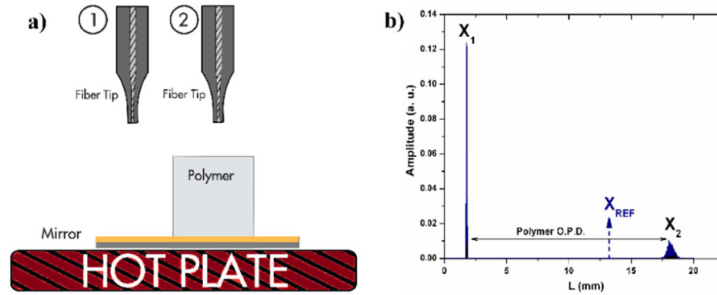 a)
1
2
Fiber Tip
Fiber Tip
Polymer
Mirror
HOT PLATE
b)
0.14
0.12
0.10
0.08
0.06
0.04
0.02
0.00
Amplitude (a. u.)
X1
XREF
X2
Polymer O.P.D.
0
5
10
15
20
L (mm)